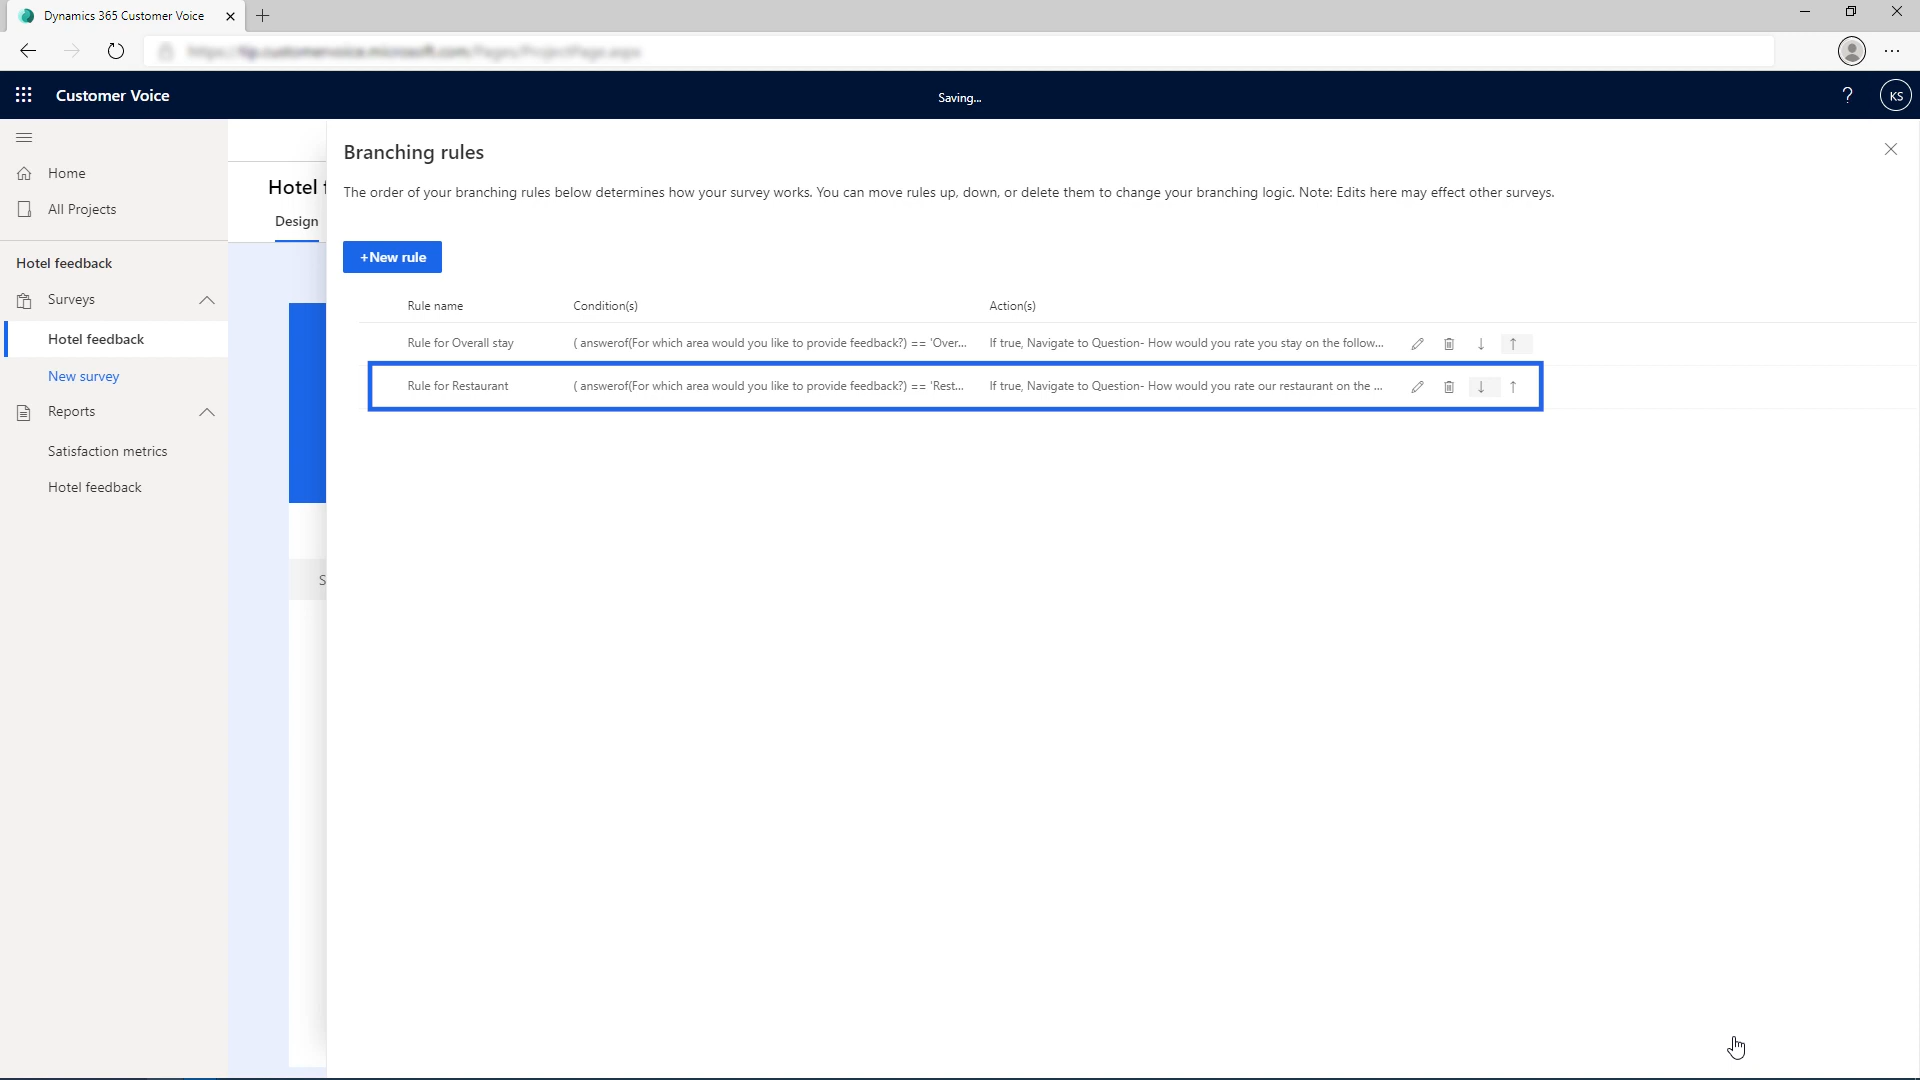 Dynamics 365 Customer Voice
Customer Voice
Saving...
?
KS
Home
All Projects
Hotel feedback
Surveys
Hotel feedback
New survey
Reports
Satisfaction metrics
Hotel feedback
Hotel f
Design
Branching rules
The order of your branching rules below determines how your survey works. You can move rules up, down, or delete them to change your branching logic. Note: Edits here may effect other surveys.
+New rule
Rule name Condition(s) Action(s)
Rule for Overall stay ( answerof(For which area would you like to provide feedback?) == 'Over... If true, Navigate to Question- How would you rate you stay on the follow...
Rule for Restaurant ( answerof(For which area would you like to provide feedback?) == 'Rest... If true, Navigate to Question- How would you rate our restaurant on the ...
S